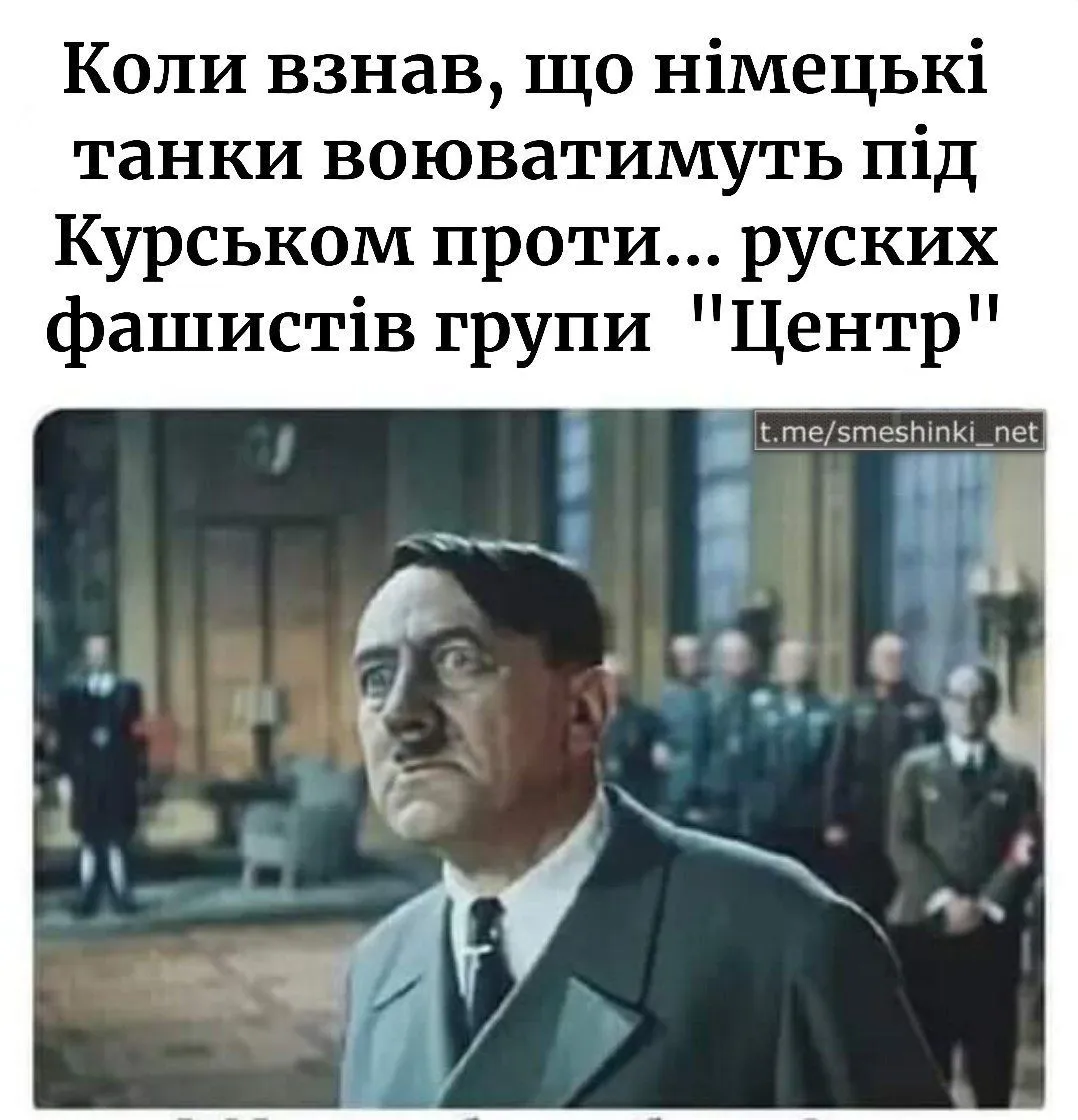 Коли взнав, що німецькі
танки воюватимуть під
Курськом проти... руских
фашистів групи "Центр"
t.me/smeshinki_net